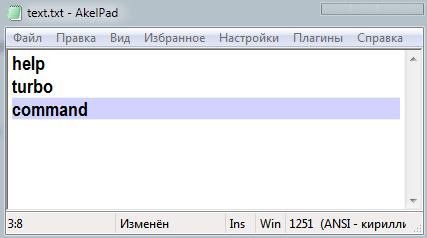 text.txt - AkelPad
Файл Правка Вид Избранное Настройки Плагины Справка
help
turbo
command
3:8 Изменён Ins Win 1251 (ANSI - кирилли